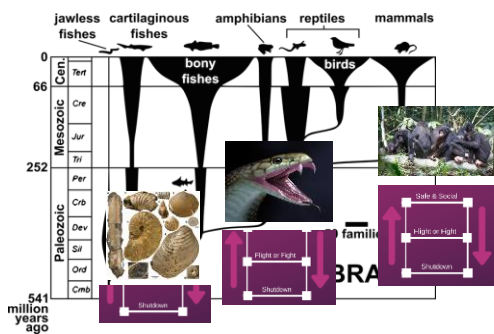 jawless fishes
cartilaginous fishes
amphibians
reptiles
mammals
bony fishes
birds
0
66
252
541
million years ago
Cen.
Mesozoic
Paleozoic
Tert
Cre
Jur
Tri
Per
Crb
Dev
Sil
Ord
Cmb
famili
BRA
Shutdown
Flight or Fight
Shutdown
Safe & Social
Flight or Fight
Shutdown